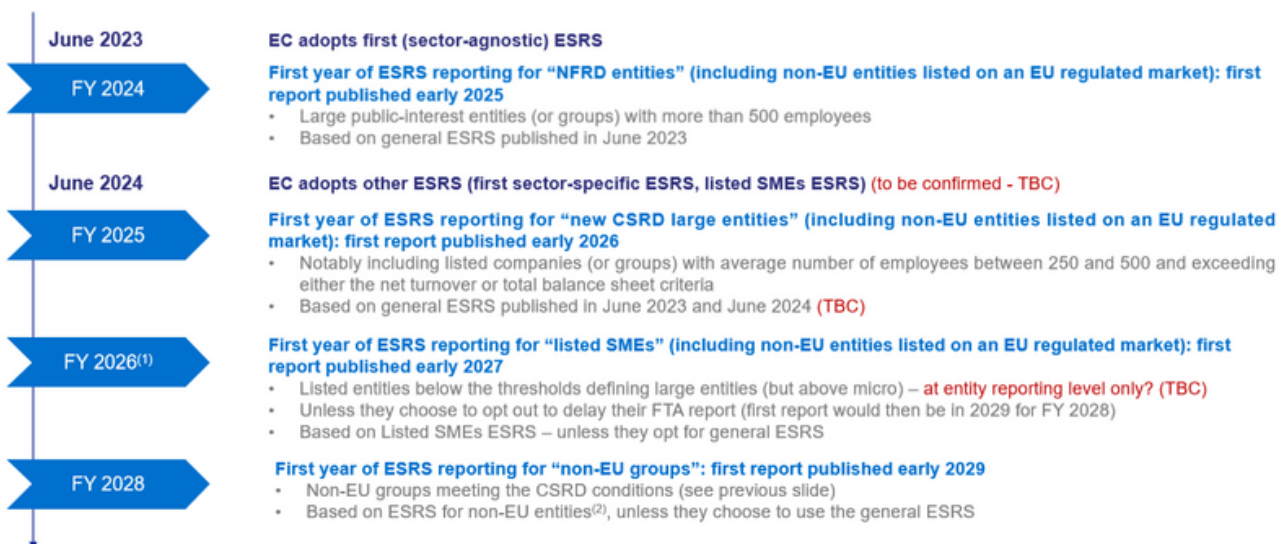 June 2023
EC adopts first (sector-agnostic) ESRS
FY 2024
First year of ESRS reporting for “NFRD entities” (including non-EU entities listed on an EU regulated market): first
report published early 2025
• Large public-interest entities (or groups) with more than 500 employees
• Based on general ESRS published in June 2023
June 2024
EC adopts other ESRS (first sector-specific ESRS, listed SMEs ESRS) (to be confirmed - TBC)
FY 2025
First year of ESRS reporting for “new CSRD large entities” (including non-EU entities listed on an EU regulated
market): first report published early 2026
• Notably including listed companies (or groups) with average number of employees between 250 and 500 and exceeding
either the net turnover or total balance sheet criteria
• Based on general ESRS published in June 2023 and June 2024 (TBC)
FY 2026(1)
First year of ESRS reporting for “listed SMEs” (including non-EU entities listed on an EU regulated market): first
report published early 2027
• Listed entities below the thresholds defining large entities (but above micro) – at entity reporting level only? (TBC)
• Unless they choose to opt out to delay their FTA report (first report would then be in 2029 for FY 2028)
• Based on Listed SMEs ESRS – unless they opt for general ESRS
FY 2028
First year of ESRS reporting for “non-EU groups”: first report published early 2029
• Non-EU groups meeting the CSRD conditions (see previous slide)
• Based on ESRS for non-EU entities(2), unless they choose to use the general ESRS